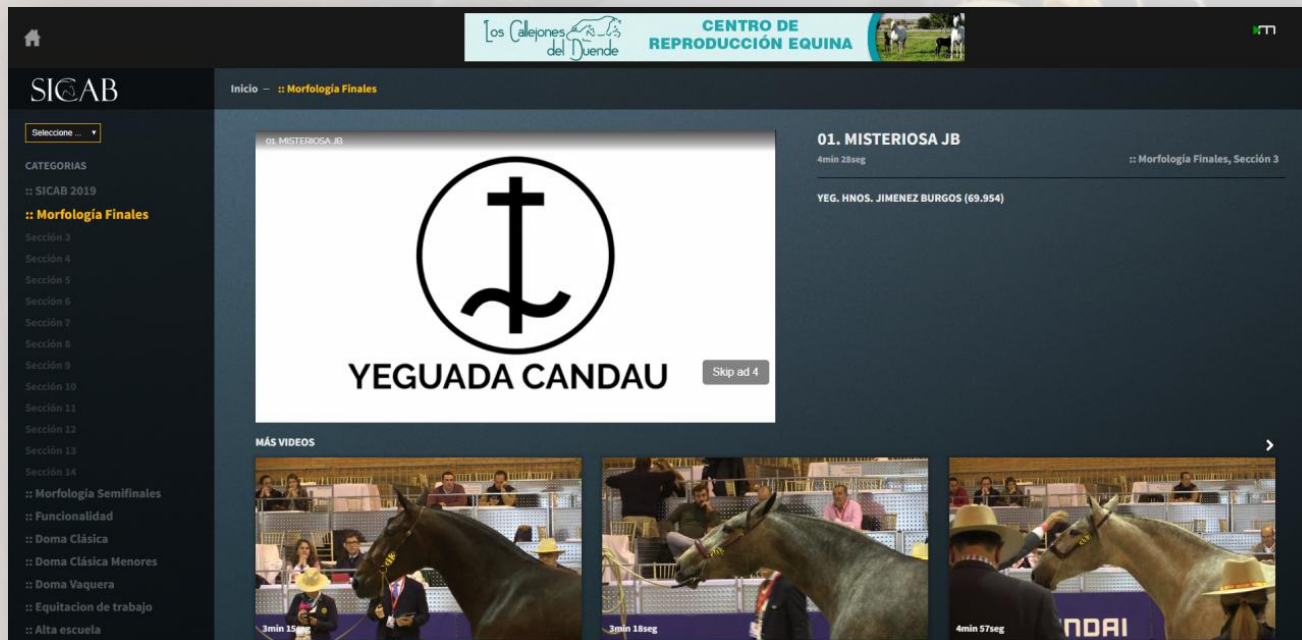 Los Callejones
del Duende
CENTRO DE
REPRODUCCIÓN EQUINA
SICAB
Inicio – :: Morfología Finales
Seleccione ...
CATEGORIAS
:: SICAB 2019
:: Morfología Finales
Sección 3
Sección 4
Sección 5
Sección 6
Sección 7
Sección 8
Sección 9
Sección 10
Sección 11
Sección 12
Sección 13
Sección 14
:: Morfología Semifinales
:: Funcionalidad
:: Doma Clásica
:: Doma Clásica Menores
:: Doma Vaquera
:: Equitacion de trabajo
:: Alta escuela
01. MISTERIOSA JB
YEGUADA CANDAU
Skip ad 4
01. MISTERIOSA JB
4min 28seg
:: Morfología Finales, Sección 3
YEG. HNOS. JIMENEZ BURGOS (69.954)
MÁS VIDEOS
3min 15seg
3min 18seg
4min 57seg